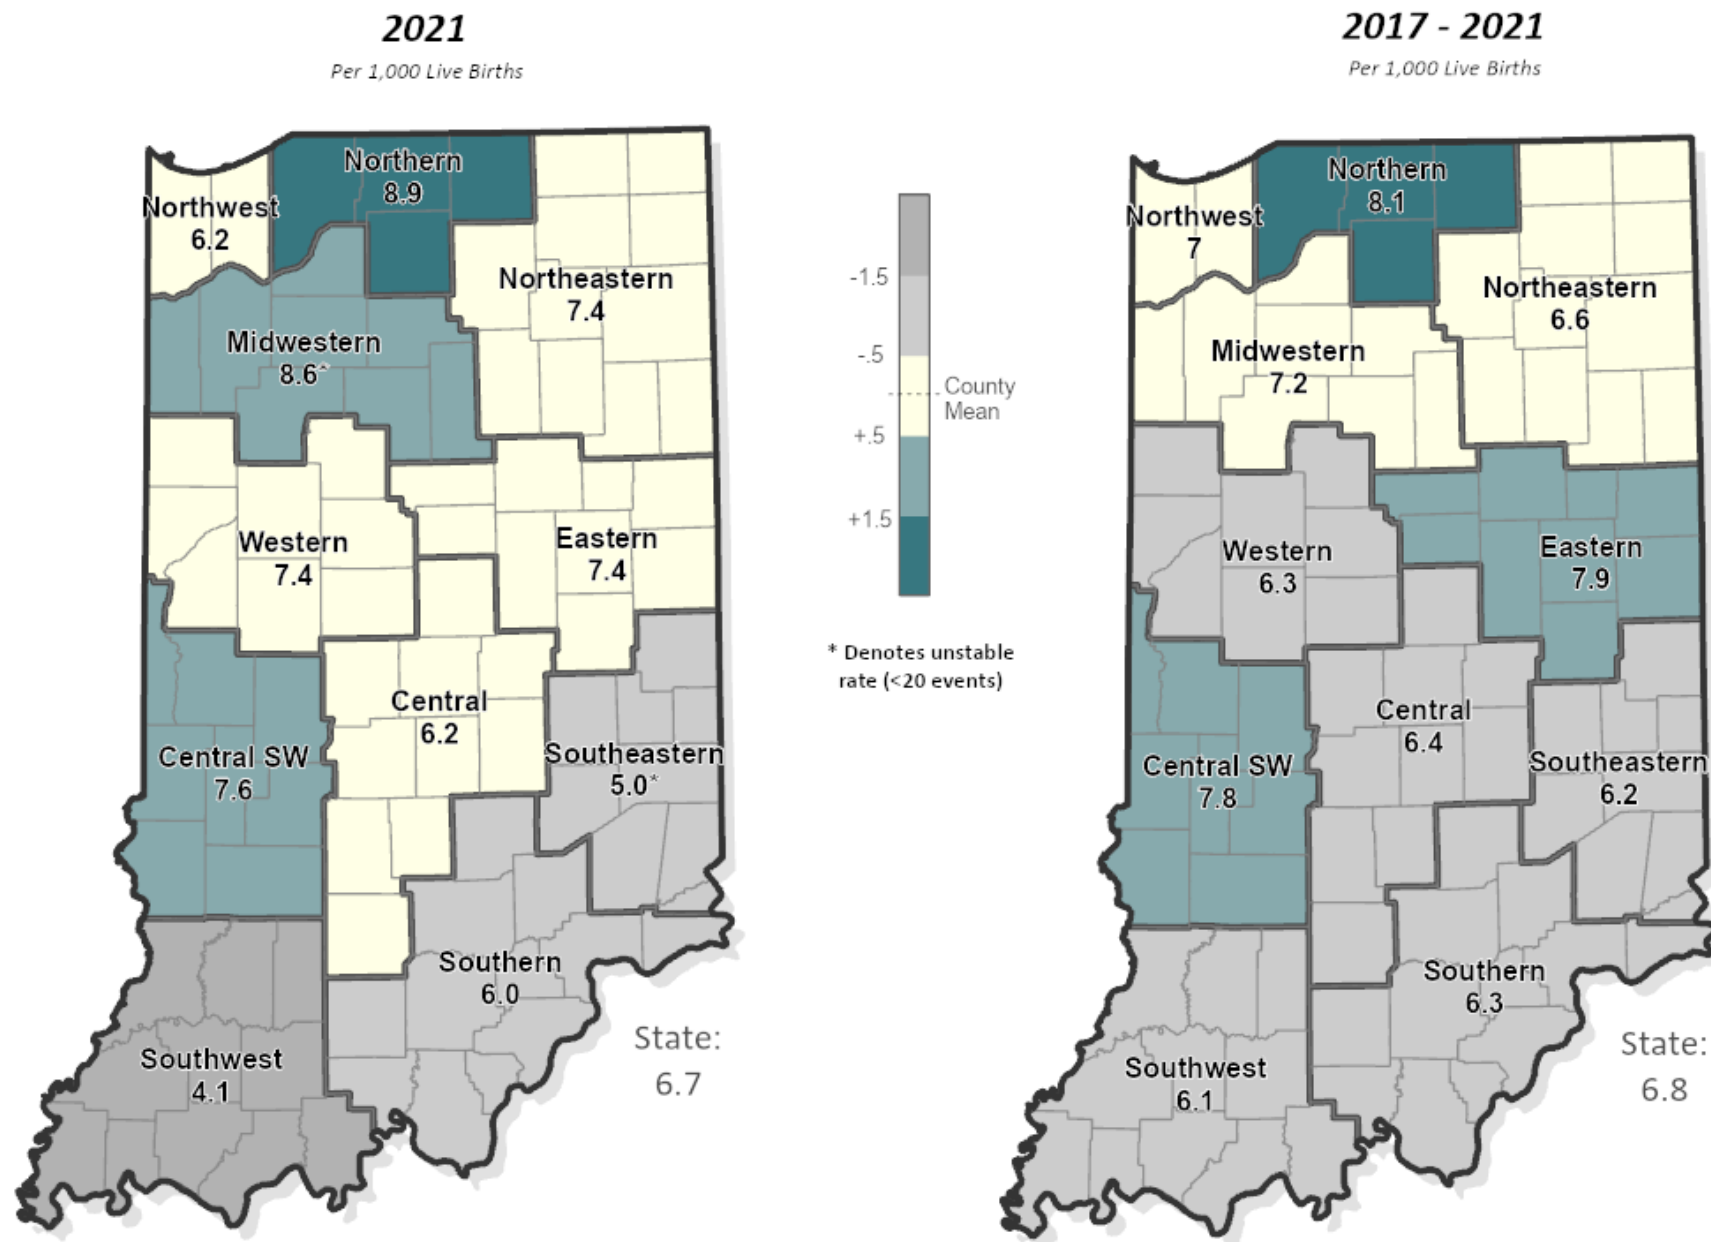 2021
Per 1,000 Live Births
Northern
8.9
Northwest
6.2
Northeastern
7.4
Midwestern
8.6*
Western
7.4
Eastern
7.4
Central
6.2
Central SW
7.6
Southeastern
5.0*
Southern
6.0
Southwest
4.1
State:
6.7
-1.5
-.5
County
Mean
+.5
+1.5
* Denotes unstable
rate (<20 events)
2017 - 2021
Per 1,000 Live Births
Northern
8.1
Northwest
7
Northeastern
6.6
Midwestern
7.2
Western
6.3
Eastern
7.9
Central
6.4
Central SW
7.8
Southeastern
6.2
Southern
6.3
Southwest
6.1
State:
6.8